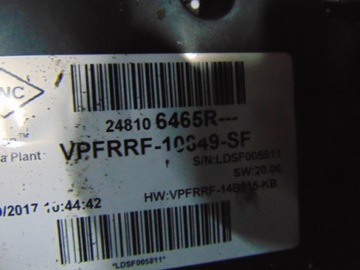 NC
24810 6465R---
a Plant
VPFRRF-10849-SF
S/N:LDSF005811
SW:20.06
0/2017 10:44:42
HW:VPFRRF-14B515-KB
*LDSF005811*